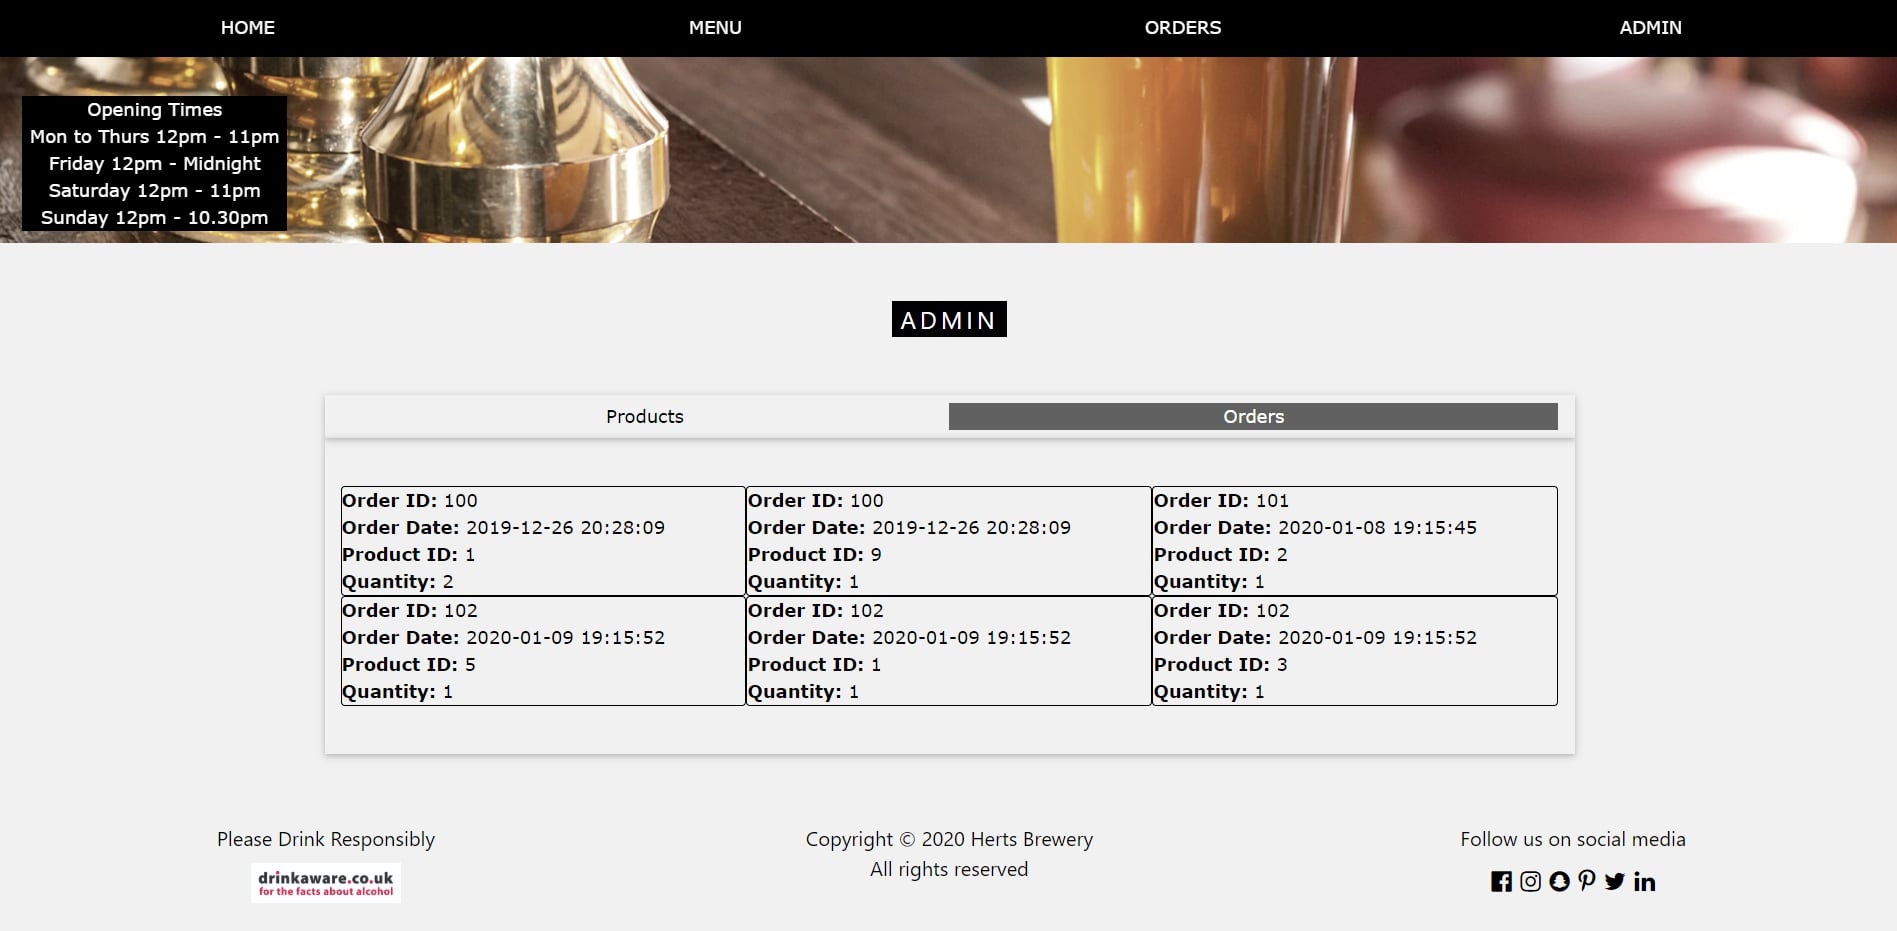 HOME MENU ORDERS ADMIN
Opening Times
Mon to Thurs 12pm - 11pm
Friday 12pm - Midnight
Saturday 12pm - 11pm
Sunday 12pm - 10.30pm
ADMIN
Products Orders
Order ID: 100
Order Date: 2019-12-26 20:28:09
Product ID: 1
Quantity: 2
Order ID: 100
Order Date: 2019-12-26 20:28:09
Product ID: 9
Quantity: 1
Order ID: 101
Order Date: 2020-01-08 19:15:45
Product ID: 2
Quantity: 1
Order ID: 102
Order Date: 2020-01-09 19:15:52
Product ID: 5
Quantity: 1
Order ID: 102
Order Date: 2020-01-09 19:15:52
Product ID: 1
Quantity: 1
Order ID: 102
Order Date: 2020-01-09 19:15:52
Product ID: 3
Quantity: 1
Please Drink Responsibly
drinkaware.co.uk
for the facts about alcohol
Copyright © 2020 Herts Brewery
All rights reserved
Follow us on social media